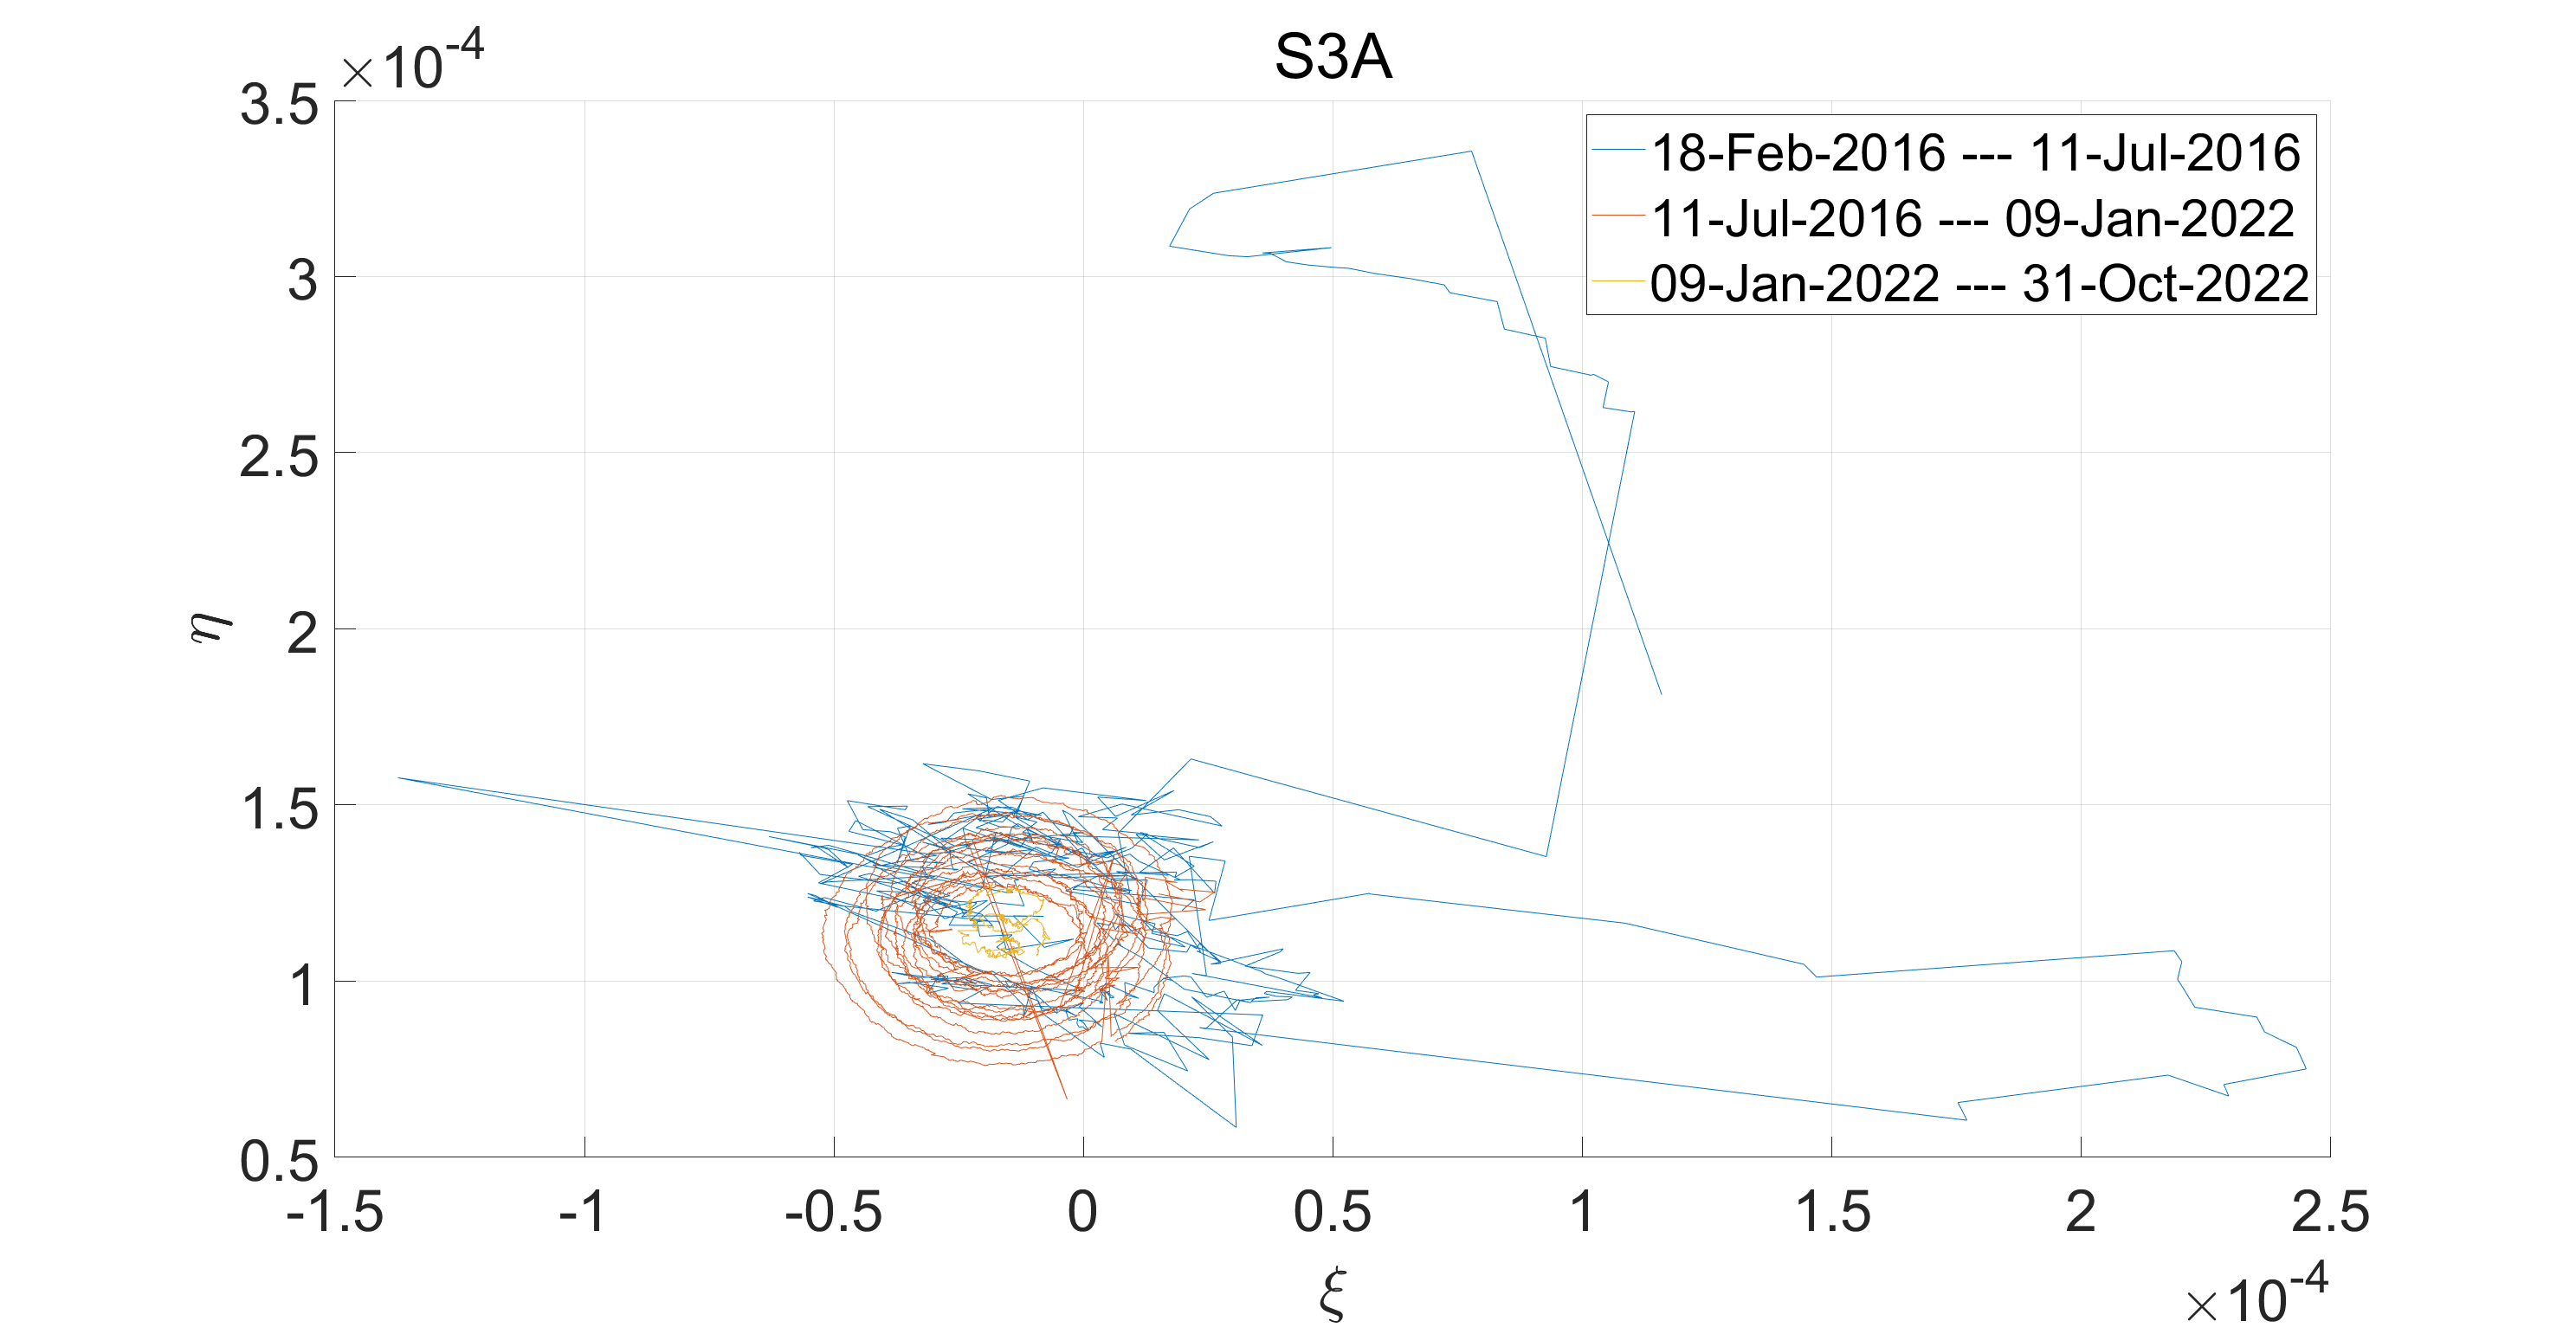 S3A
×10-4
3.5
3
2.5
2
1.5
1
0.5
η
18-Feb-2016 --- 11-Jul-2016
11-Jul-2016 --- 09-Jan-2022
09-Jan-2022 --- 31-Oct-2022
-1.5 -1 -0.5 0 0.5 1 1.5 2 2.5
ξ
×10-4